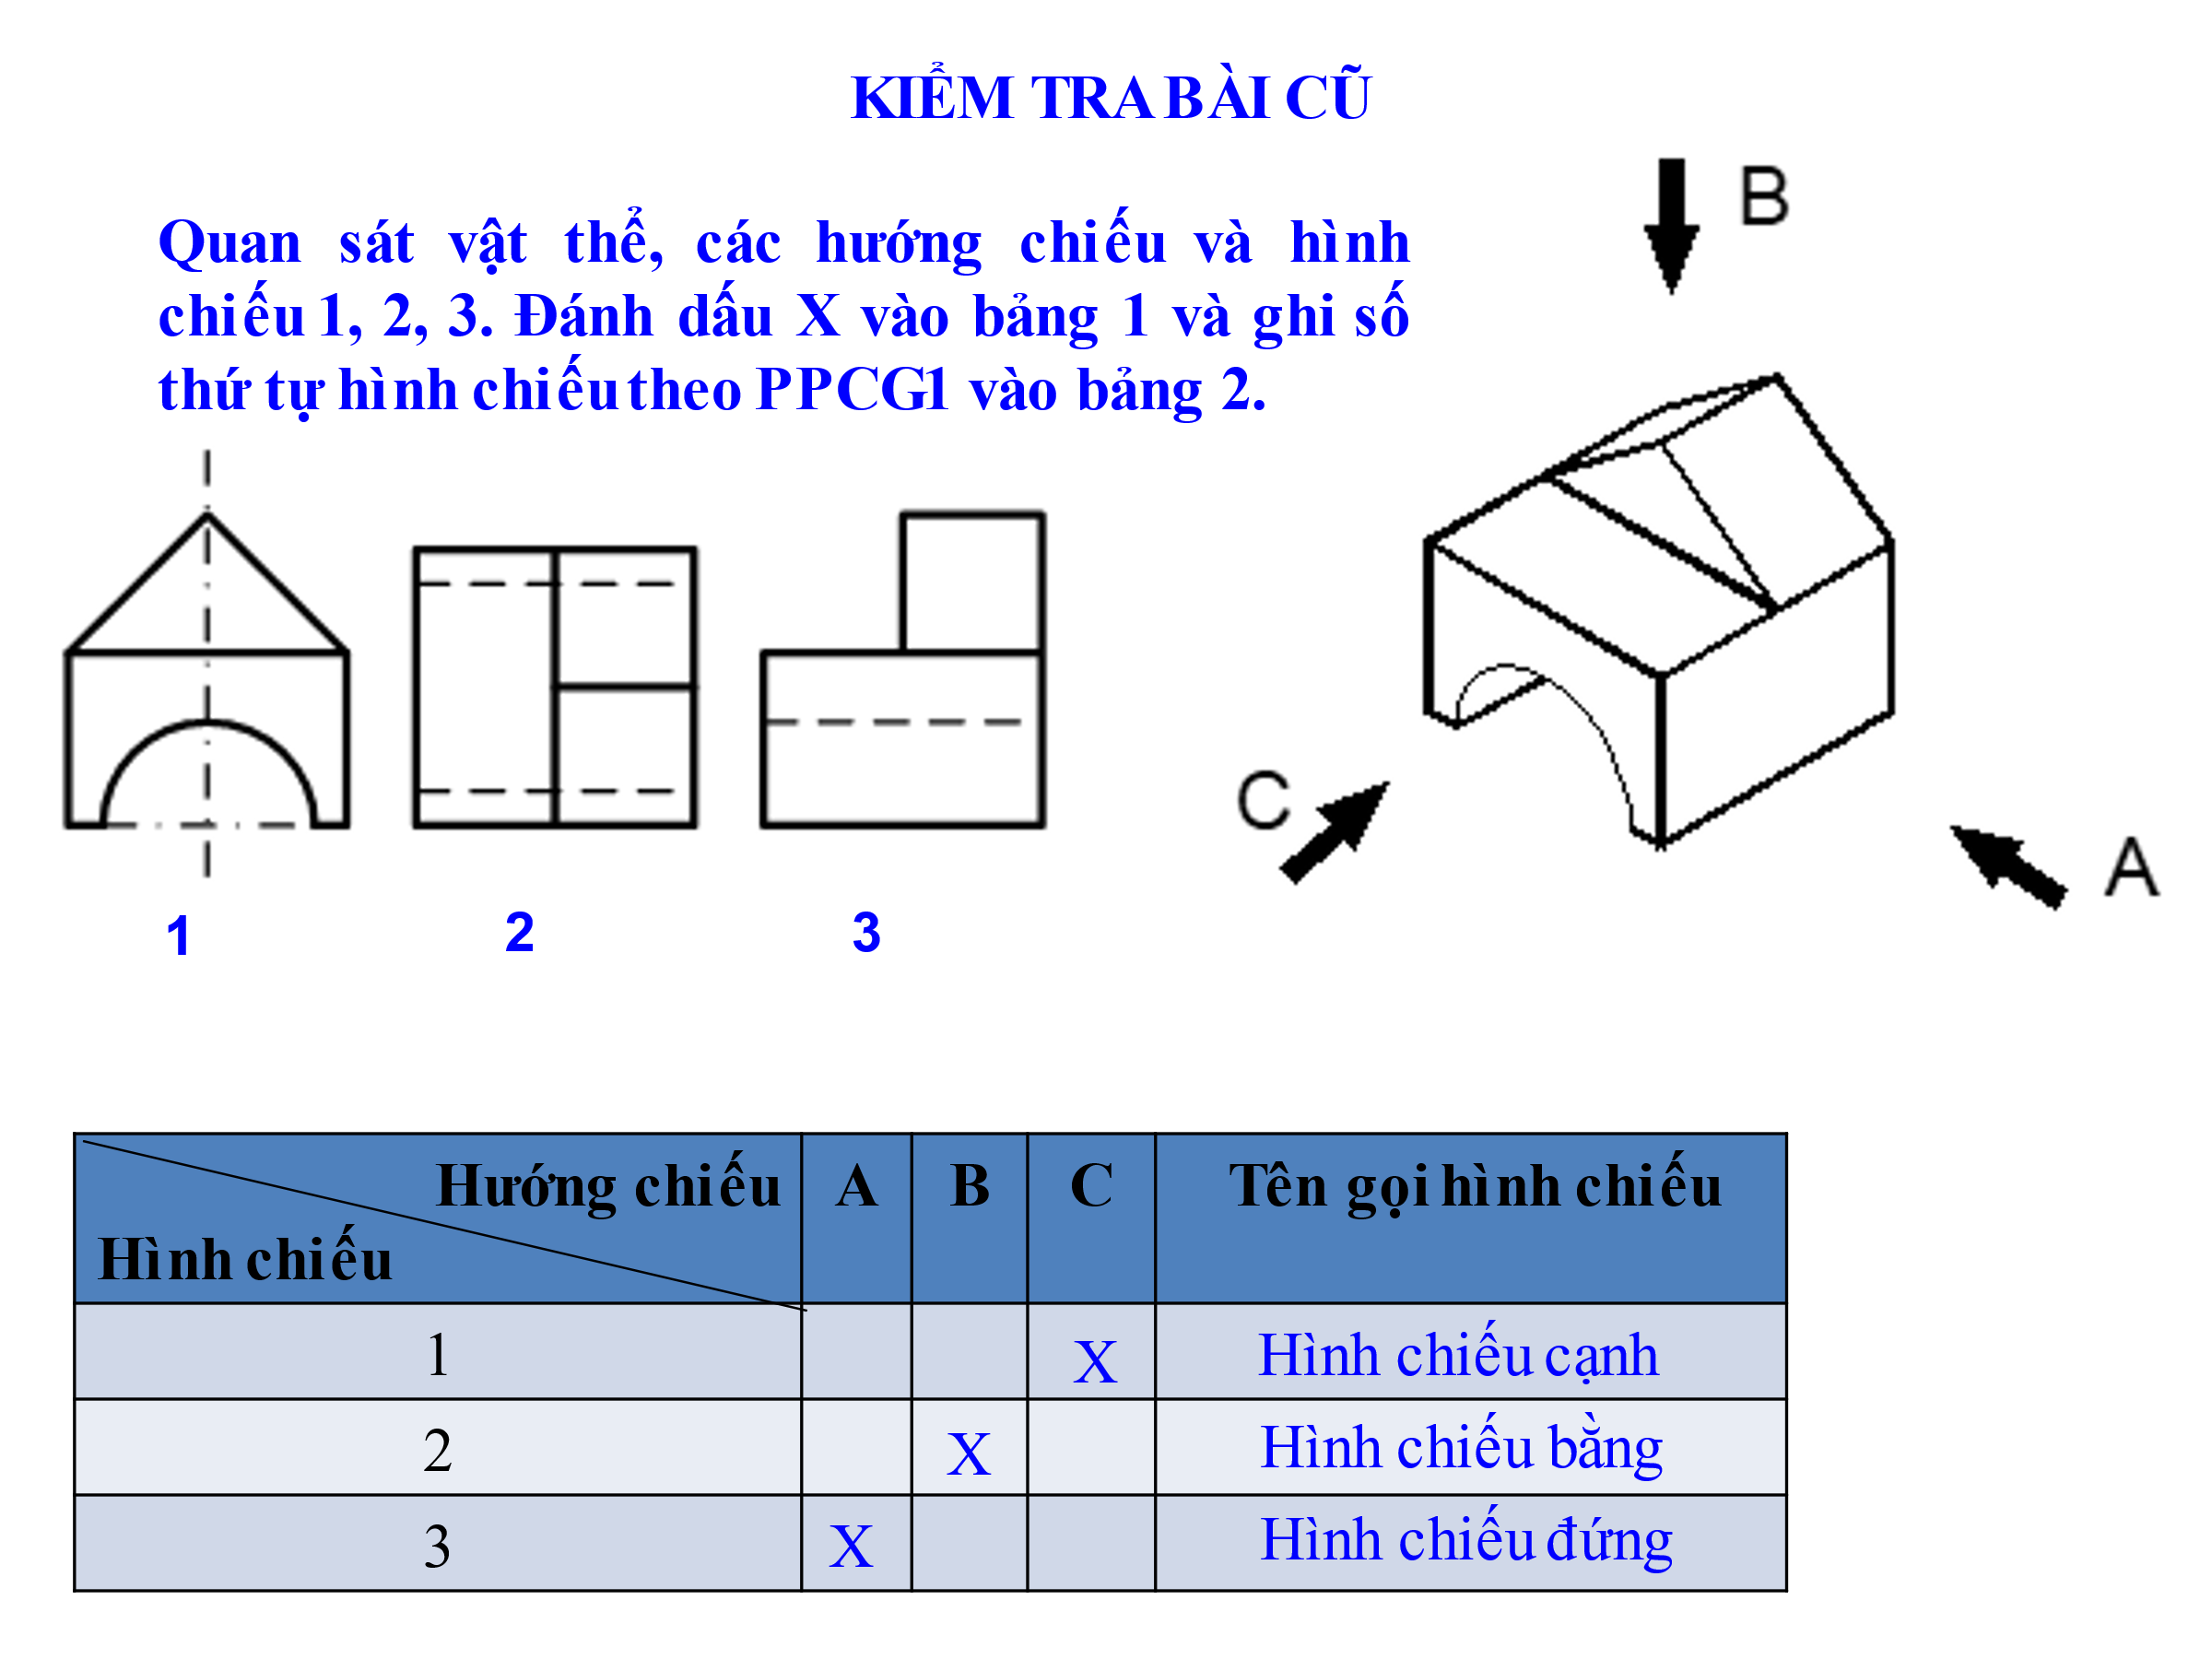 KIỂM TRA BÀI CŨ
B
Quan sát vật thể, các hướng chiếu và hình
chiếu 1, 2, 3. Đánh dấu X vào bảng 1 và ghi số
thứ tự hình chiếu theo PPCG1 vào bảng 2.
C
A
1 2 3
Hướng chiếu A B C Tên gọi hình chiếu
Hình chiếu
1 X Hình chiếu cạnh
2 X Hình chiếu bằng
3 X Hình chiếu đứng